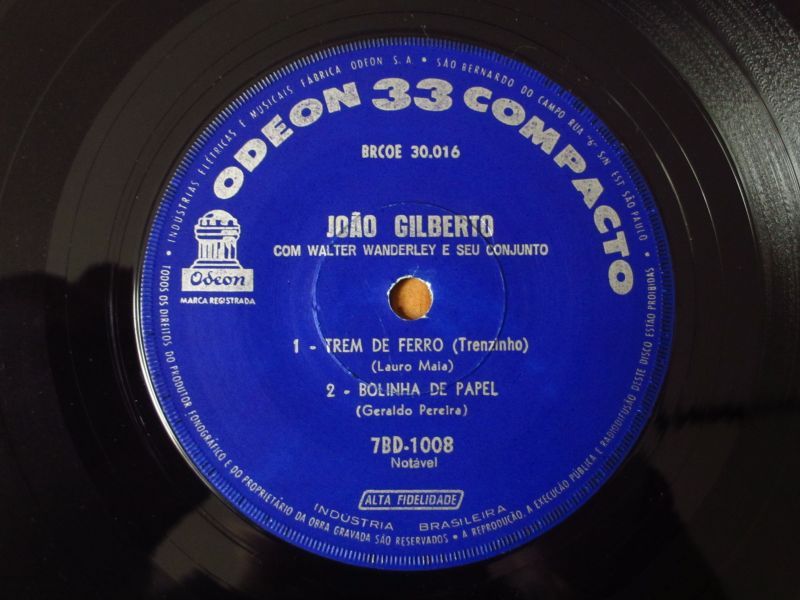 INDÚSTRIAS ELÉTRICAS E MUSICAIS FÁBRICA ODEON S.A. • SÃO BERNARDO DO CAMPO RUA "6" S/N EST SÃO PAULO
ODEON 33 COMPACTO
BRCOE 30.016
JOÃO GILBERTO
COM WALTER WANDERLEY E SEU CONJUNTO
Odeon
MARCA REGISTRADA
1 - TREM DE FERRO (Trenzinho)
(Lauro Maia)
2 - BOLINHA DE PAPEL
(Geraldo Pereira)
7BD-1008
Notável
ALTA FIDELIDADE
INDÚSTRIA BRASILEIRA
• TODOS OS DIREITOS DO PRODUTOR FONOGRÁFICO E DO PROPRIETÁRIO DA OBRA GRAVADA SÃO RESERVADOS • A REPRODUÇÃO, A EXECUÇÃO PÚBLICA E RADIODIFUSÃO DESTE DISCO ESTÃO PROIBIDAS •